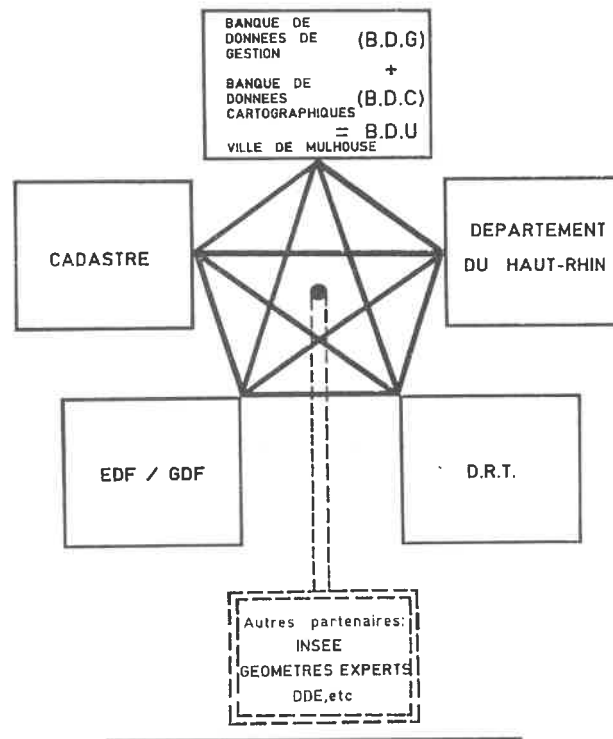 BANQUE DE
DONNEES DE (B.D.G)
GESTION
+
BANQUE DE
DONNEES (B.D.C)
CARTOGRAPHIQUES
= B.D.U
VILLE DE MULHOUSE
CADASTRE
DEPARTEMENT
DU HAUT-RHIN
EDF / GDF
D.R.T.
Autres partenaires:
INSEE
GEOMETRES EXPERTS
DDE,etc